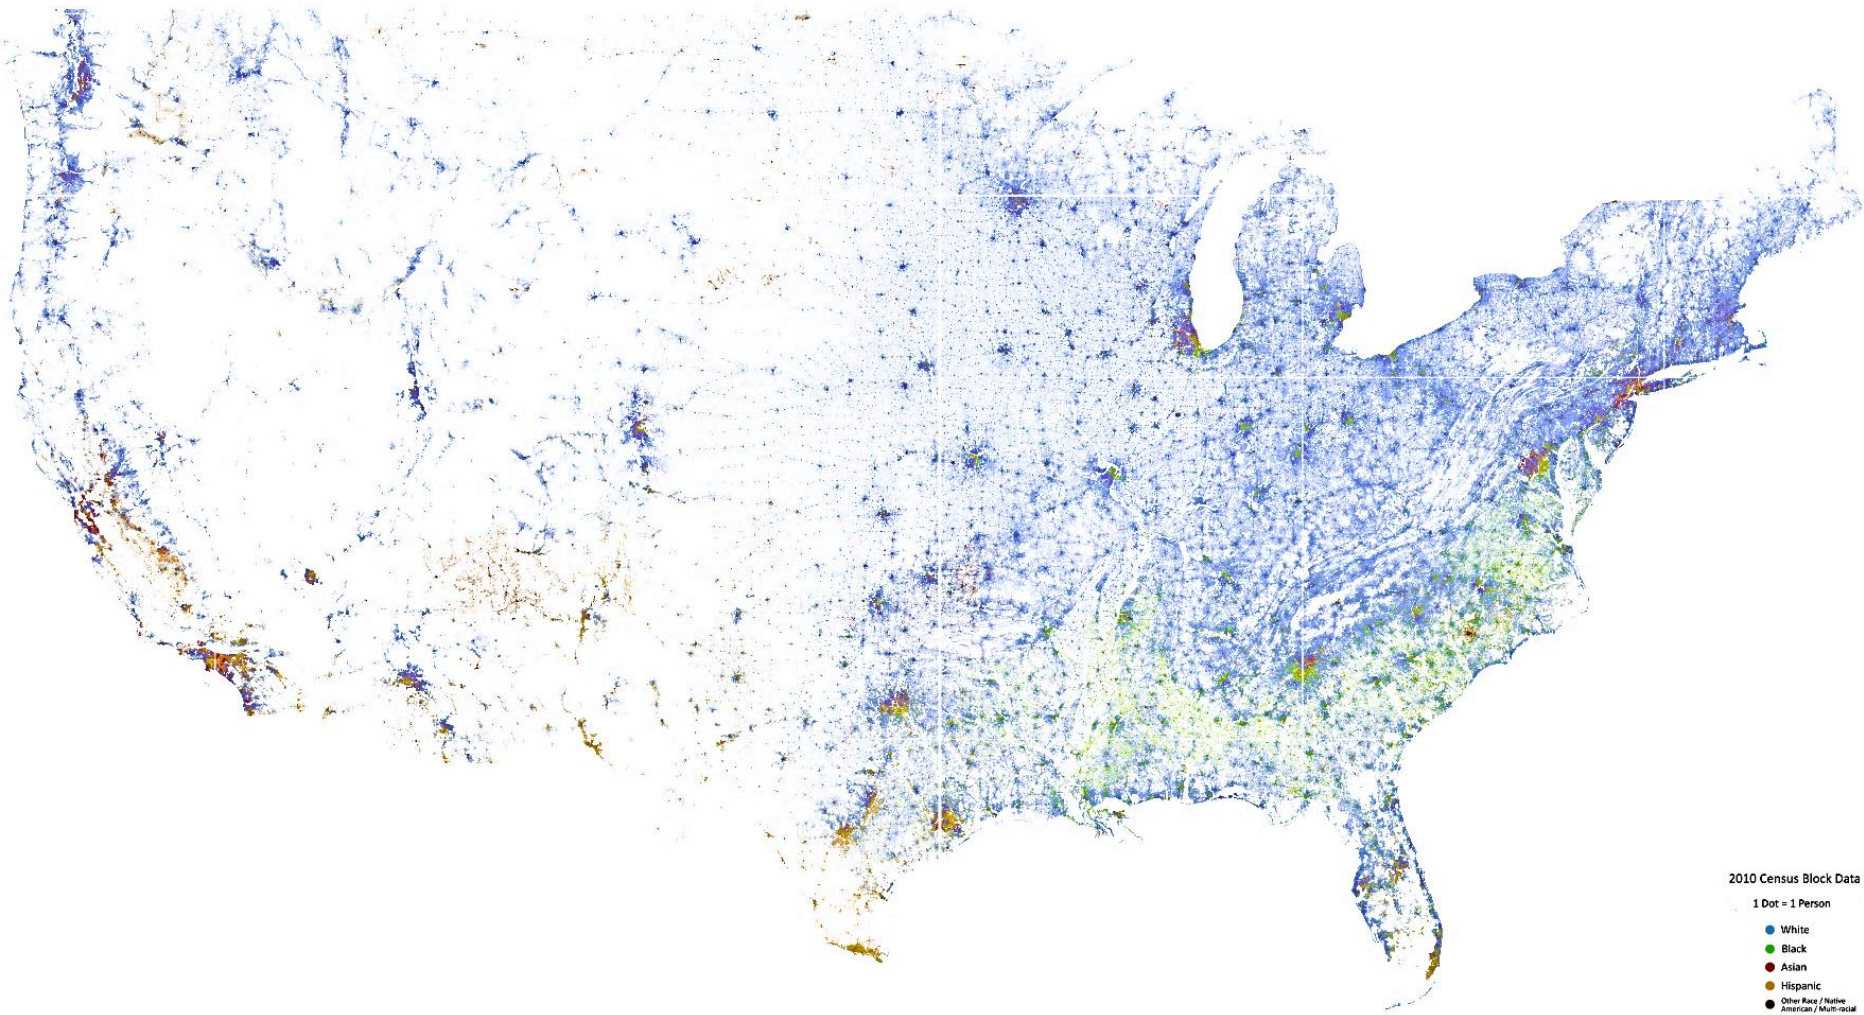 2010 Census Block Data
1 Dot = 1 Person
White
Black
Asian
Hispanic
Other Race / Native
American / Multi-racial